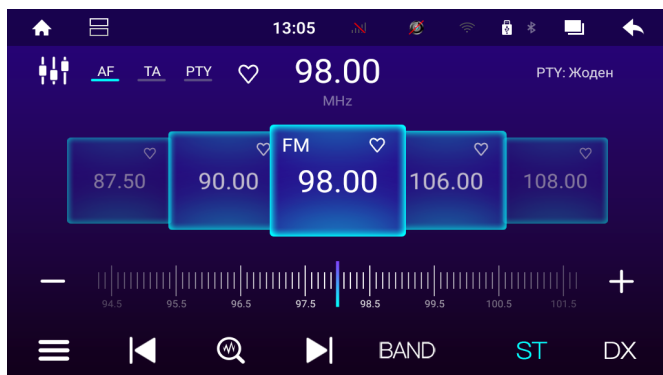 13:05
AF TA PTY 98.00 PTY: Жоден
MHz
FM
87.50 90.00 98.00 106.00 108.00
94.5 95.5 96.5 97.5 98.5 99.5 100.5 101.5
BAND ST DX